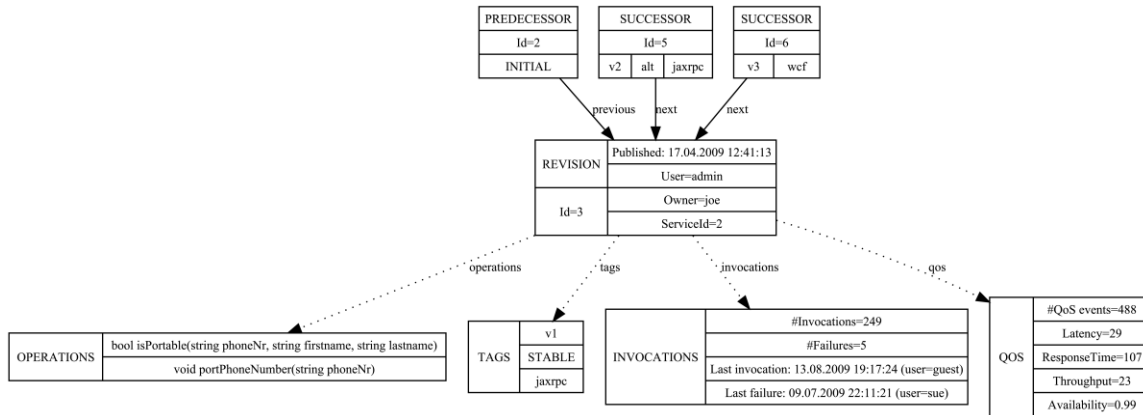 PREDECESSOR
Id=2
INITIAL
SUCCESSOR
Id=5
v2 alt jaxrpc
SUCCESSOR
Id=6
v3 wcf
previous
next
next
REVISION
Id=3
Published: 17.04.2009 12:41:13
User=admin
Owner=joe
ServiceId=2
operations
tags
invocations
qos
OPERATIONS
bool isPortable(string phoneNr, string firstname, string lastname)
void portPhoneNumber(string phoneNr)
TAGS
v1
STABLE
jaxrpc
INVOCATIONS
#Invocations=249
#Failures=5
Last invocation: 13.08.2009 19:17:24 (user=guest)
Last failure: 09.07.2009 22:11:21 (user=sue)
QOS
#QoS events=488
Latency=29
ResponseTime=107
Throughput=23
Availability=0.99